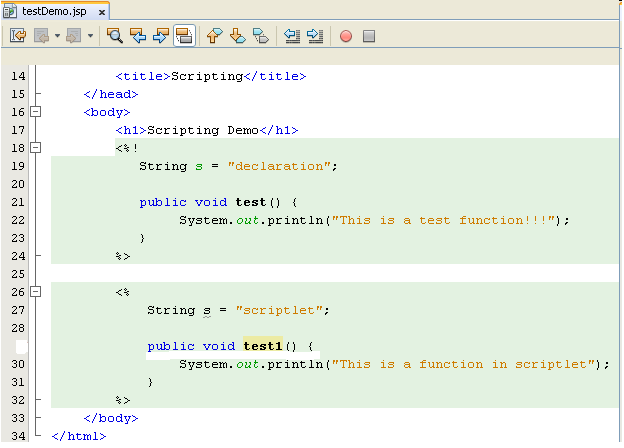 testDemo.jsp
14 <title>Scripting</title>
15 </head>
16 <body>
17 <h1>Scripting Demo</h1>
18 <%!
19 String s = "declaration";
20
21 public void test() {
22 System.out.println("This is a test function!!!");
23 }
24 %>
25
26 <%
27 String s = "scriptlet";
28
public void test1() {
30 System.out.println("This is a function in scriptlet");
31 }
32 %>
33 </body>
34 </html>